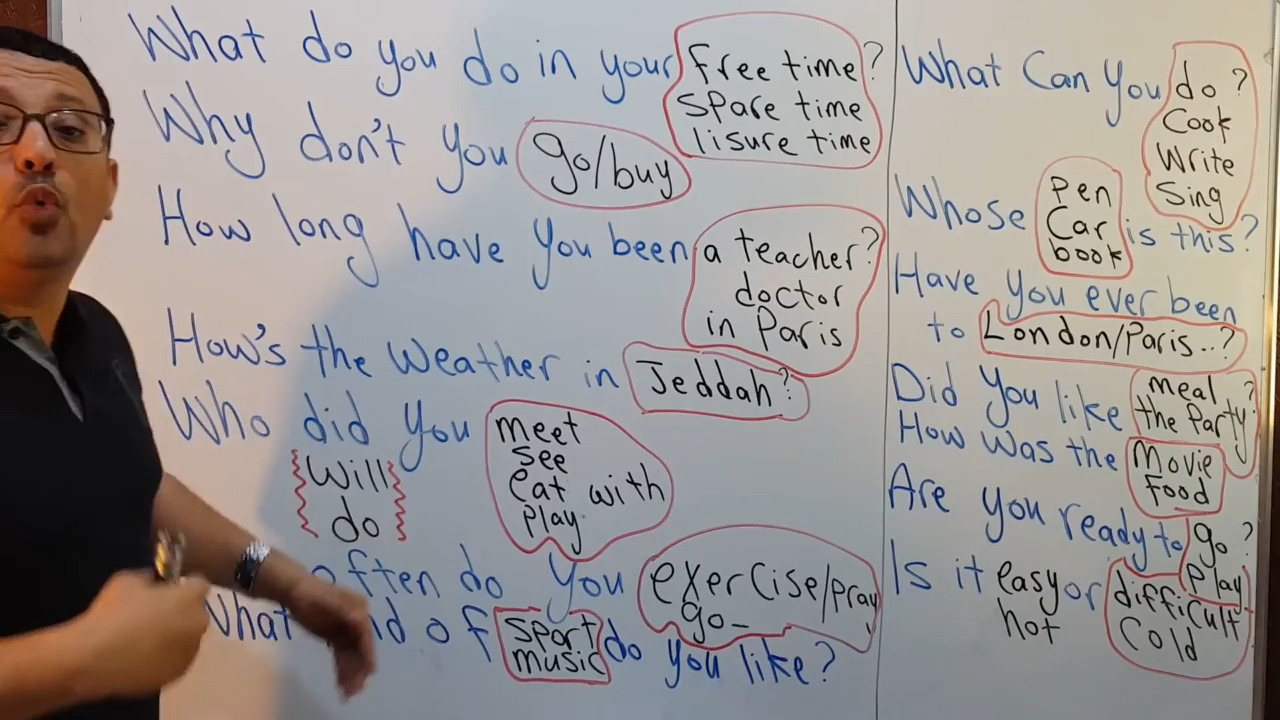 What do you do in your free time?
spare time
lisure time
Why don't you go/buy
How long have you been a teacher?
doctor
in Paris
How's the weather in Jeddah?
Who did you meet
see
eat with
play
Will
do
often do you exercise/pray
go_
What of sport do you like?
music
What Can You do?
Cook
Write
Sing
Whose pen is this?
Car
book
Have you ever been
to London/Paris..?
Did You like meal?
the Party
How was the Movie
Food
Are you ready to go?
Play
Is it easy or difficult
hot Cold